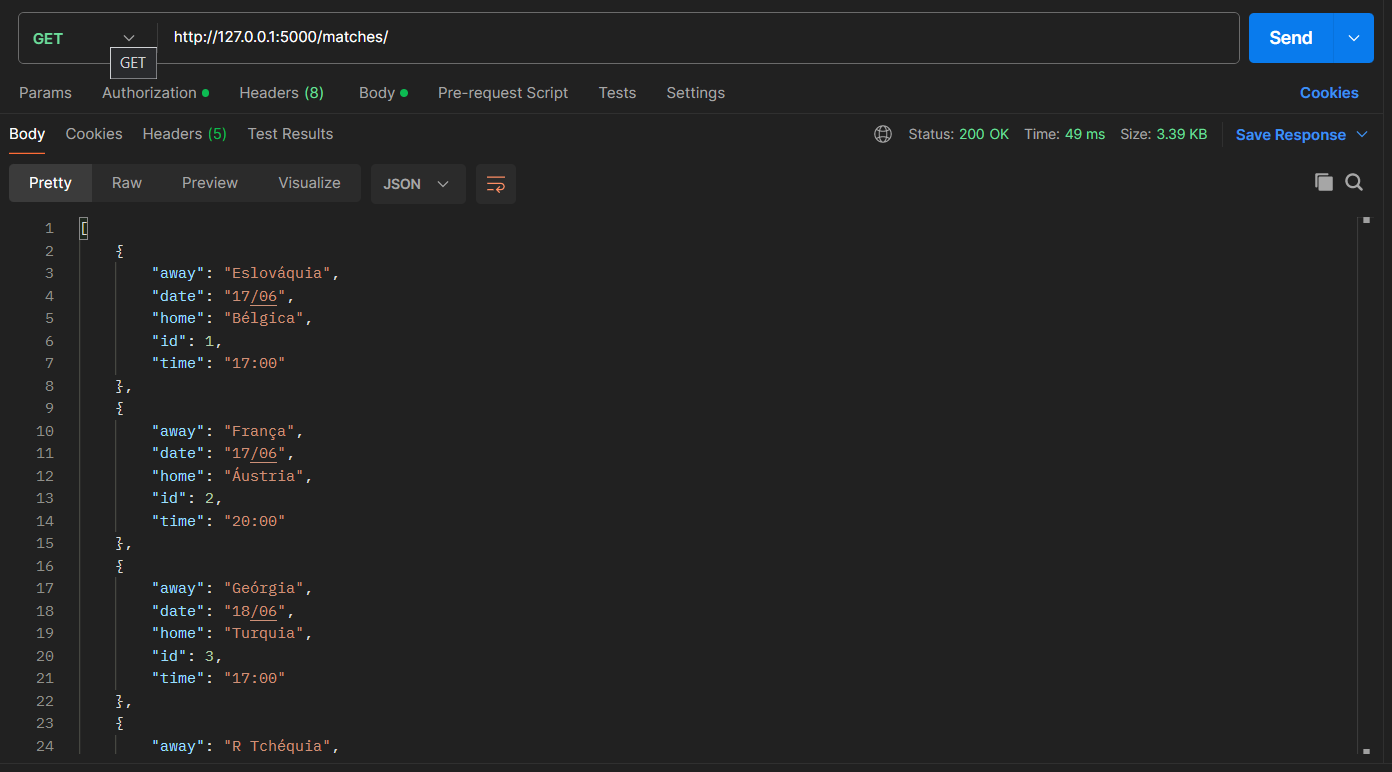 GET http://127.0.0.1:5000/matches/ Send
GET
Params Authorization Headers (8) Body Pre-request Script Tests Settings Cookies
Body Cookies Headers (5) Test Results Status: 200 OK Time: 49 ms Size: 3.39 KB Save Response
Pretty Raw Preview Visualize JSON
1 [
2 {
3 "away": "Eslováquia",
4 "date": "17/06",
5 "home": "Bélgica",
6 "id": 1,
7 "time": "17:00"
8 },
9 {
10 "away": "França",
11 "date": "17/06",
12 "home": "Áustria",
13 "id": 2,
14 "time": "20:00"
15 },
16 {
17 "away": "Geórgia",
18 "date": "18/06",
19 "home": "Turquia",
20 "id": 3,
21 "time": "17:00"
22 },
23 {
24 "away": "R Tchéquia",